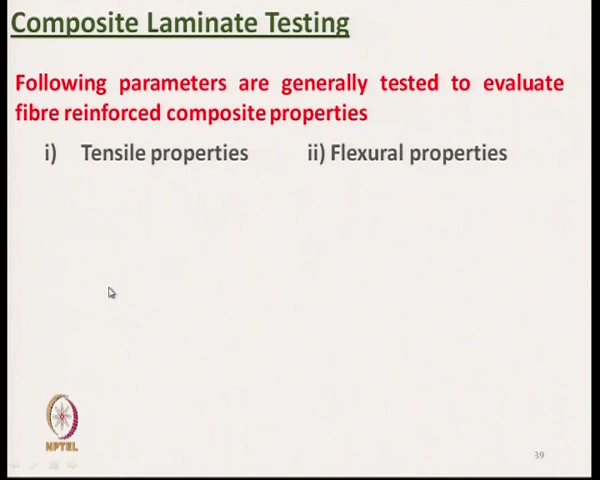 Composite Laminate Testing
Following parameters are generally tested to evaluate
fibre reinforced composite properties
i) Tensile properties ii) Flexural properties
NPTEL
39